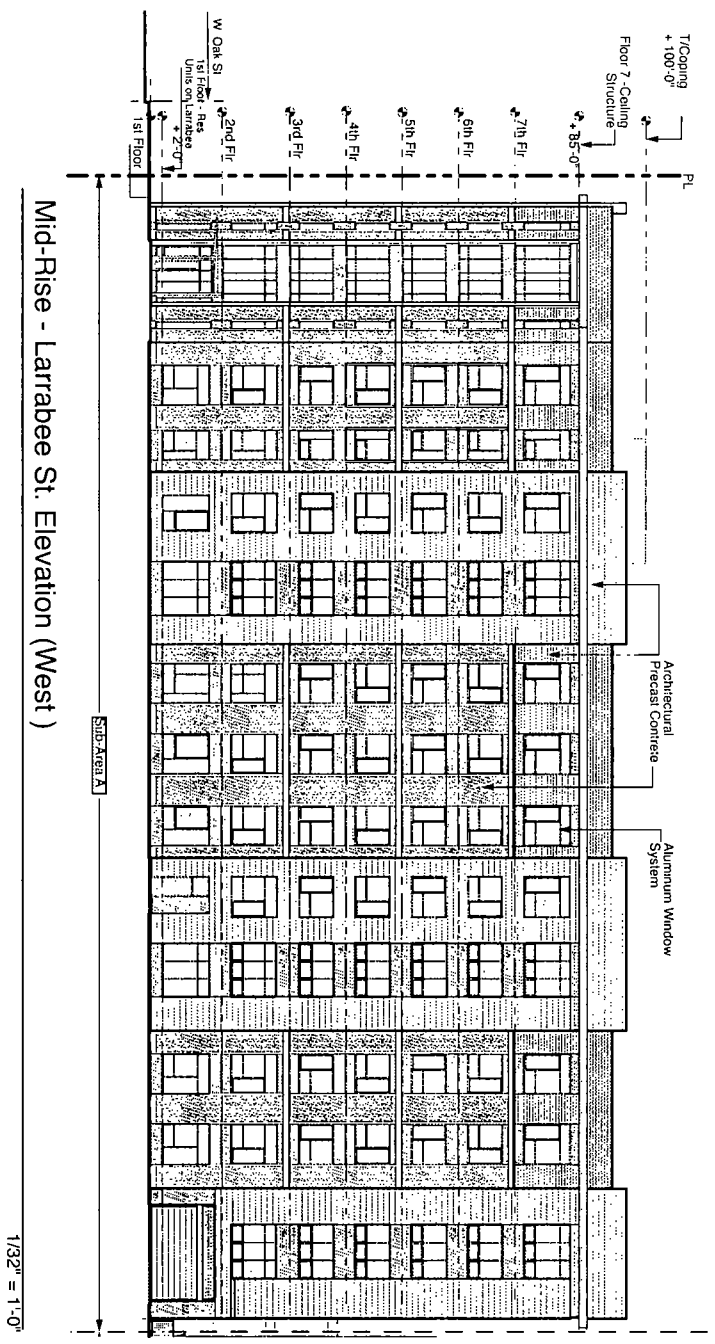 T/Coping
+ 100'-0"
Floor 7 -Ceiling
Structure
+ 85'-0"
7th Flr
6th Flr
5th Flr
4th Flr
3rd Flr
2nd Flr
W Oak St
1st Floor - Res
Units on Larrabee
+ 2'-0"
1st Floor
PL
Architectural
Precast Contrete
Aluminum Window
System
Sub-Area A
Mid-Rise - Larrabee St. Elevation (West )
1/32" = 1'-0"